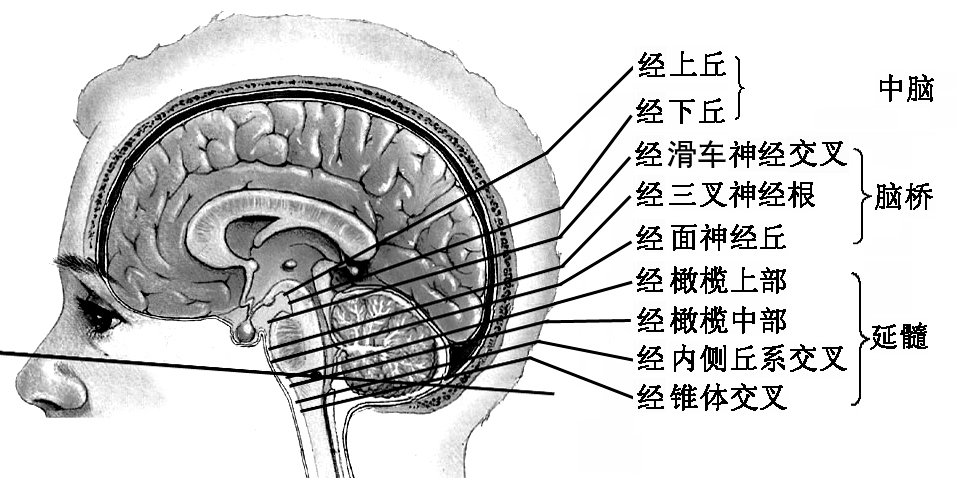 经上丘
中脑
经下丘
经滑车神经交叉
经三叉神经根
脑桥
经面神经丘
经橄榄上部
经橄榄中部
延髓
经内侧丘系交叉
经锥体交叉